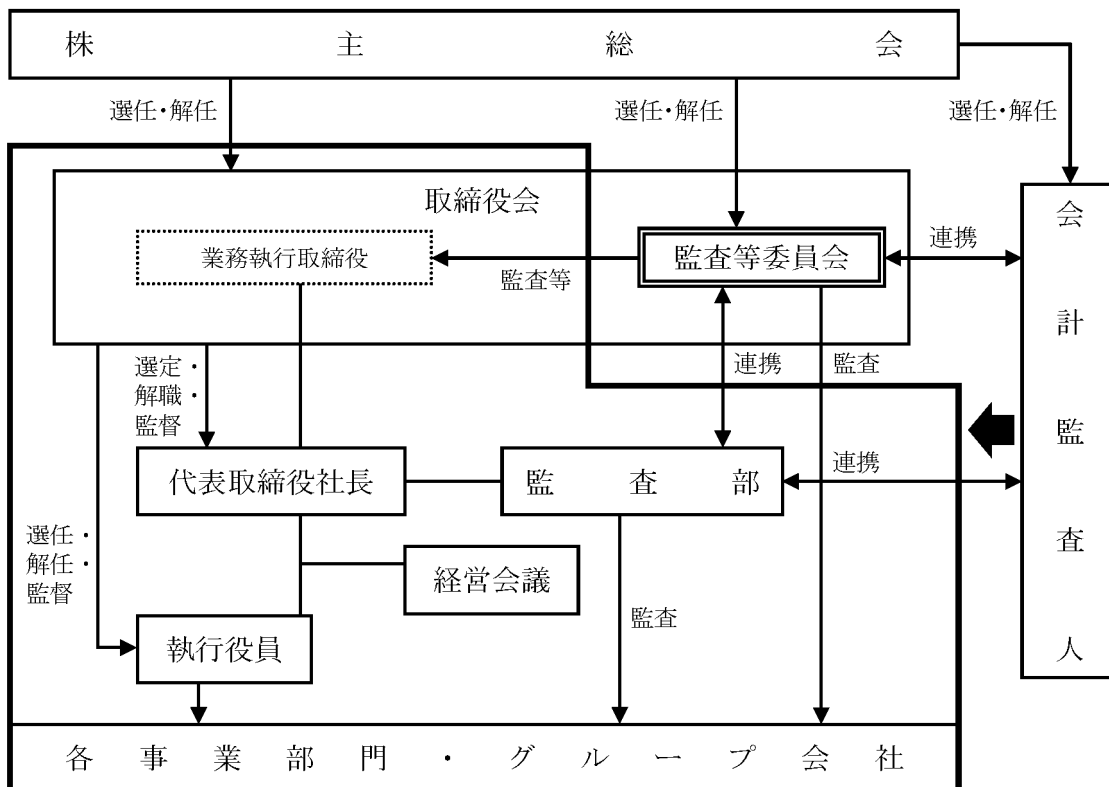 株主総会
選任・解任
選任・解任
選任・解任
取締役会
会計監査人
業務執行取締役
監査等
監査等委員会
連携
選定・
解職・
監督
連携
監査
代表取締役社長
監査部
連携
選任・
解任・
監督
経営会議
監査
執行役員
各事業部門・グループ会社